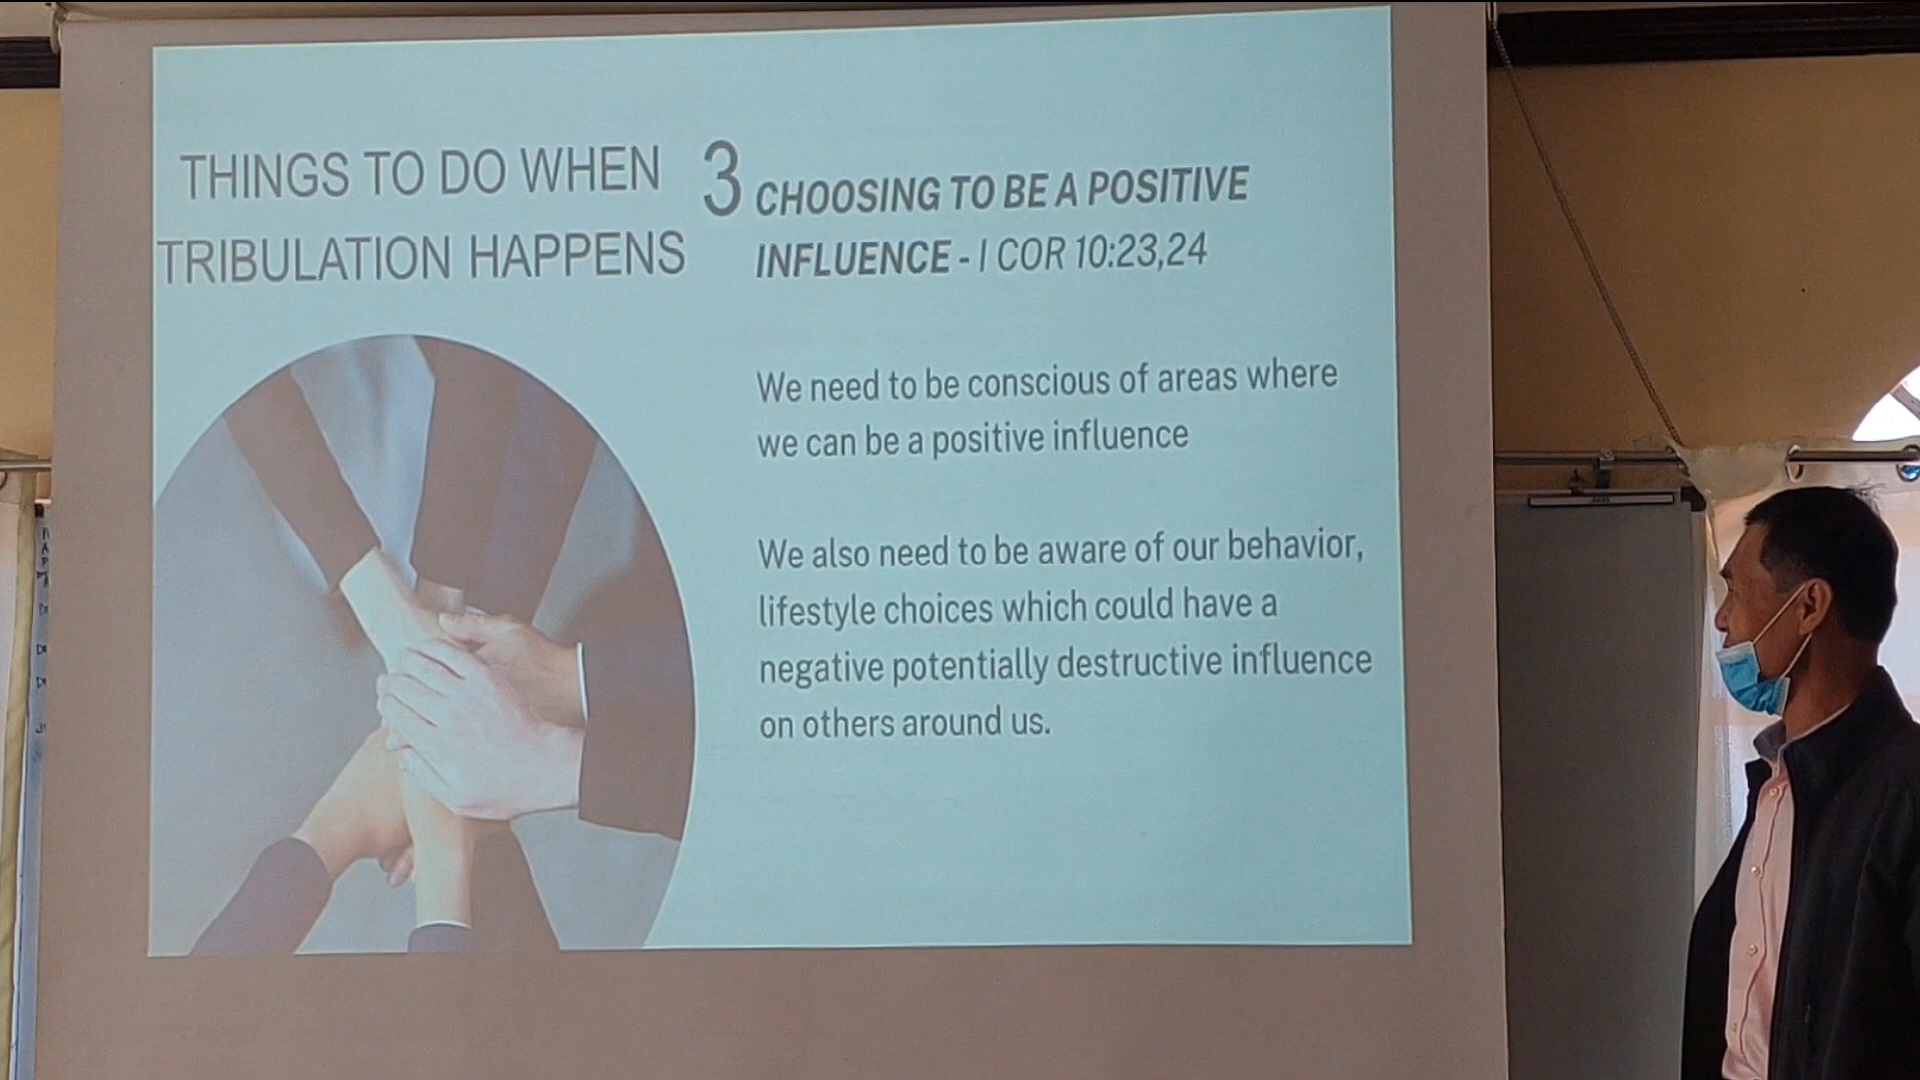 THINGS TO DO WHEN
TRIBULATION HAPPENS
3 CHOOSING TO BE A POSITIVE
INFLUENCE - I COR 10:23,24
We need to be conscious of areas where
we can be a positive influence
We also need to be aware of our behavior,
lifestyle choices which could have a
negative potentially destructive influence
on others around us.